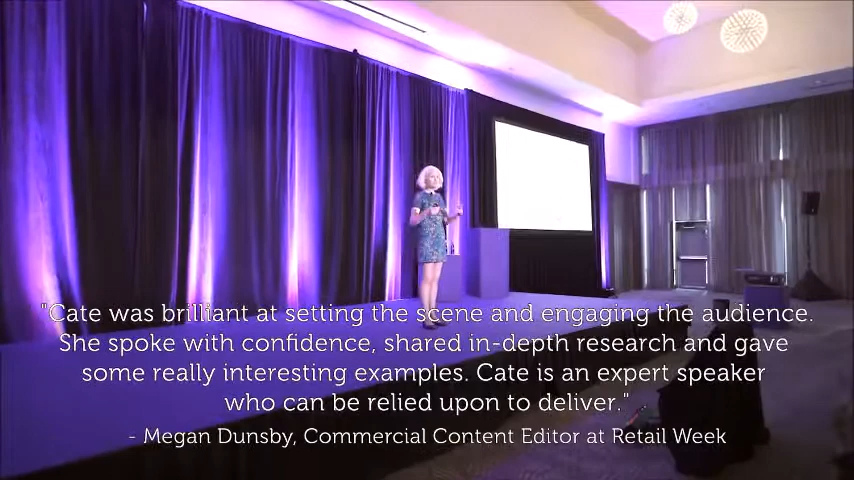 "Cate was brilliant at setting the scene and engaging the audience.
She spoke with confidence, shared in-depth research and gave
some really interesting examples. Cate is an expert speaker
who can be relied upon to deliver."
- Megan Dunsby, Commercial Content Editor at Retail Week